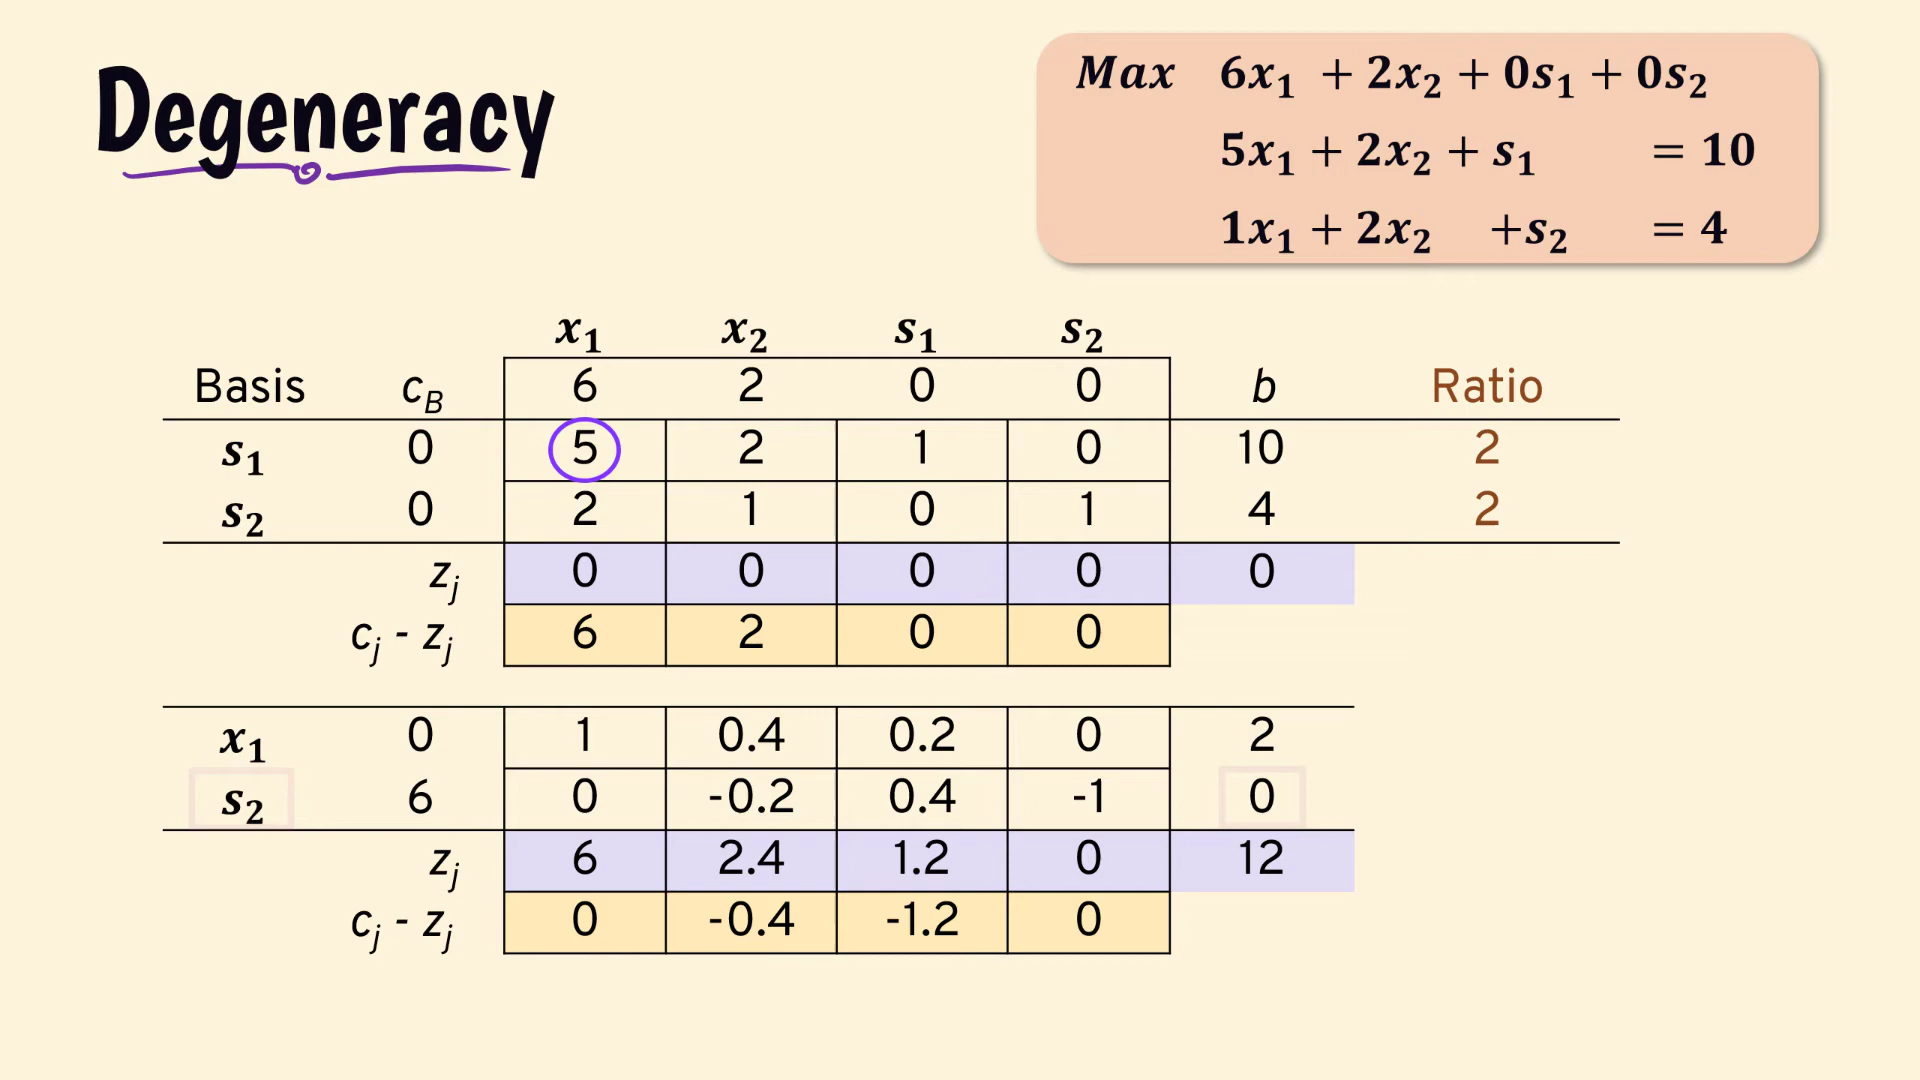 Degeneracy
Max 6x₁ + 2x₂ + 0s₁ + 0s₂
5x₁ + 2x₂ + s₁ = 10
1x₁ + 2x₂ +s₂ = 4
x₁ x₂ s₁ s₂
Basis c_B 6 2 0 0 b Ratio
s₁ 0 5 2 1 0 10 2
s₂ 0 2 1 0 1 4 2
z_j 0 0 0 0 0
c_j - z_j 6 2 0 0
x₁ 0 1 0.4 0.2 0 2
s₂ 6 0 -0.2 0.4 -1 0
z_j 6 2.4 1.2 0 12
c_j - z_j 0 -0.4 -1.2 0